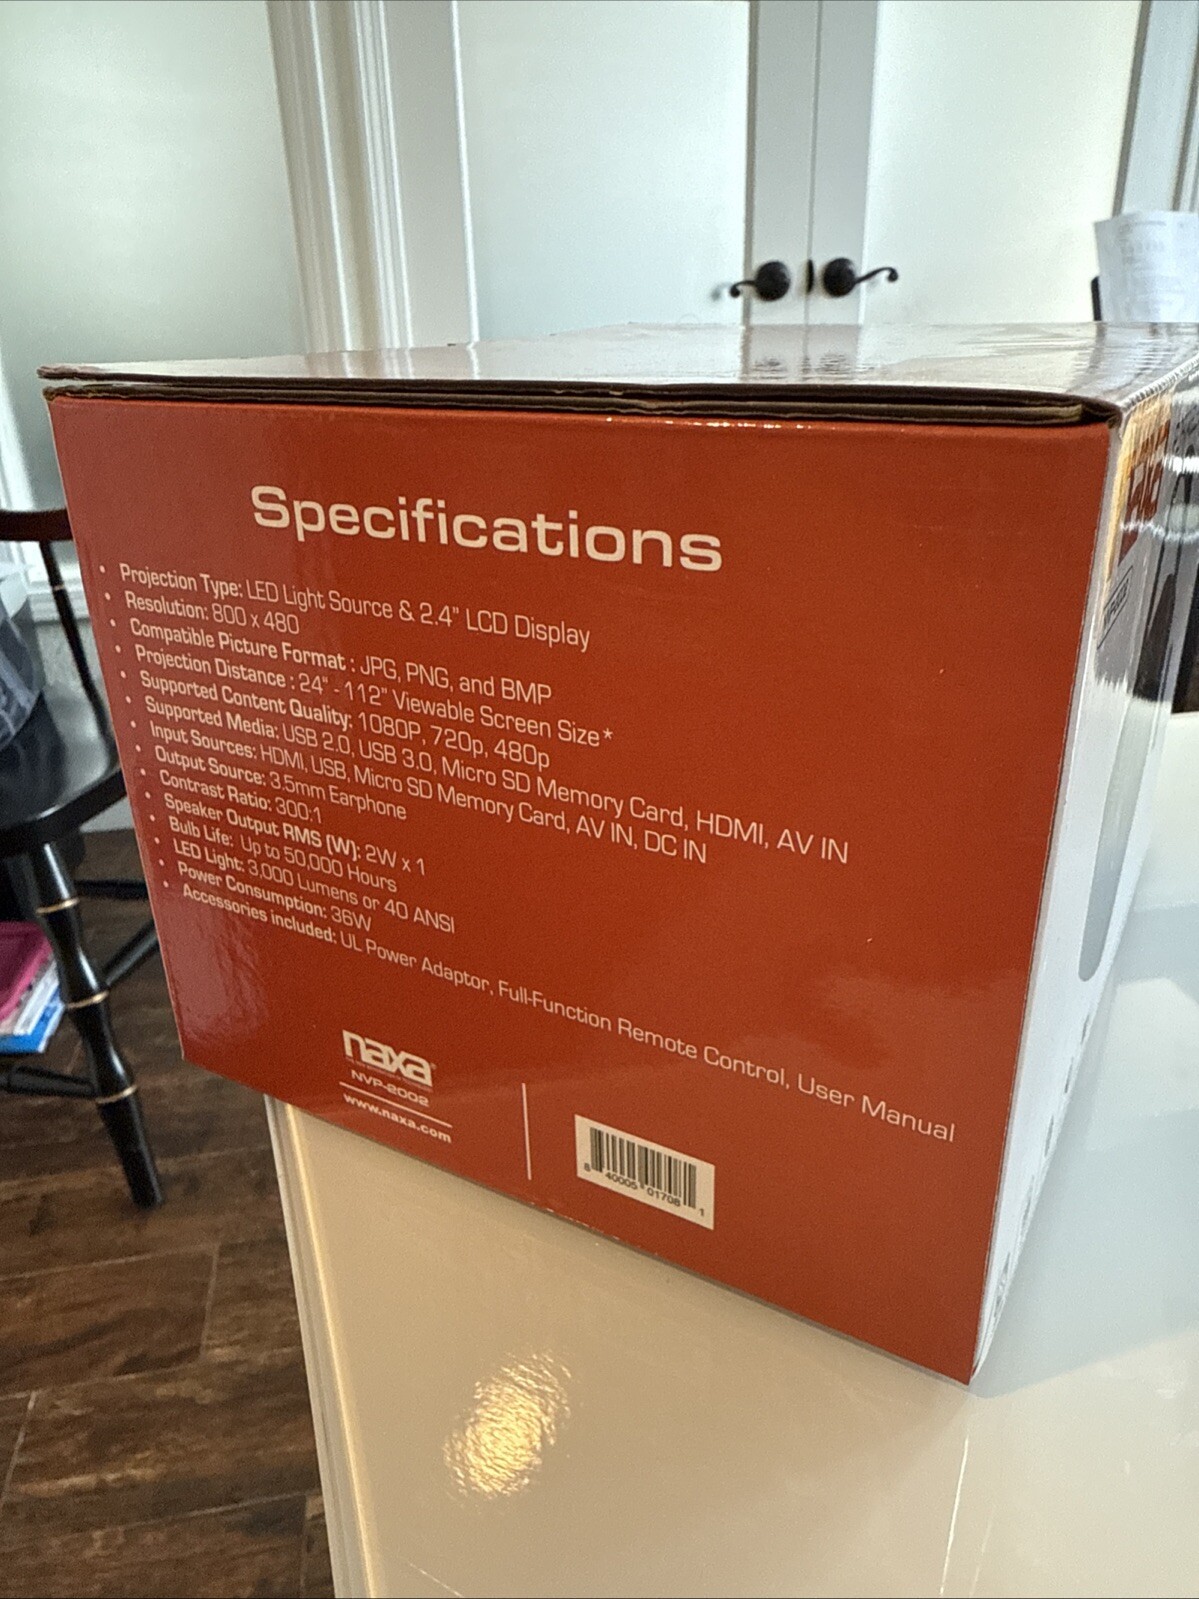 Specifications
• Projection Type: LED Light Source & 2.4" LCD Display
• Resolution: 800 x 480
• Compatible Picture Format : JPG, PNG, and BMP
• Projection Distance : 24" - 112" Viewable Screen Size*
• Supported Content Quality: 1080P, 720p, 480p
• Supported Media: USB 2.0, USB 3.0, Micro SD Memory Card, HDMI, AV IN
• Input Sources: HDMI, USB, Micro SD Memory Card, AV IN, DC IN
• Output Source: 3.5mm Earphone
• Contrast Ratio: 300:1
• Speaker Output RMS (W): 2W x 1
• Bulb Life: Up to 50,000 Hours
• LED Light: 3,000 Lumens or 40 ANSI
• Power Consumption: 36W
• Accessories included: UL Power Adaptor, Full-Function Remote Control, User Manual
naxa®
NVP-2002
www.naxa.com
8 40005 01708 1